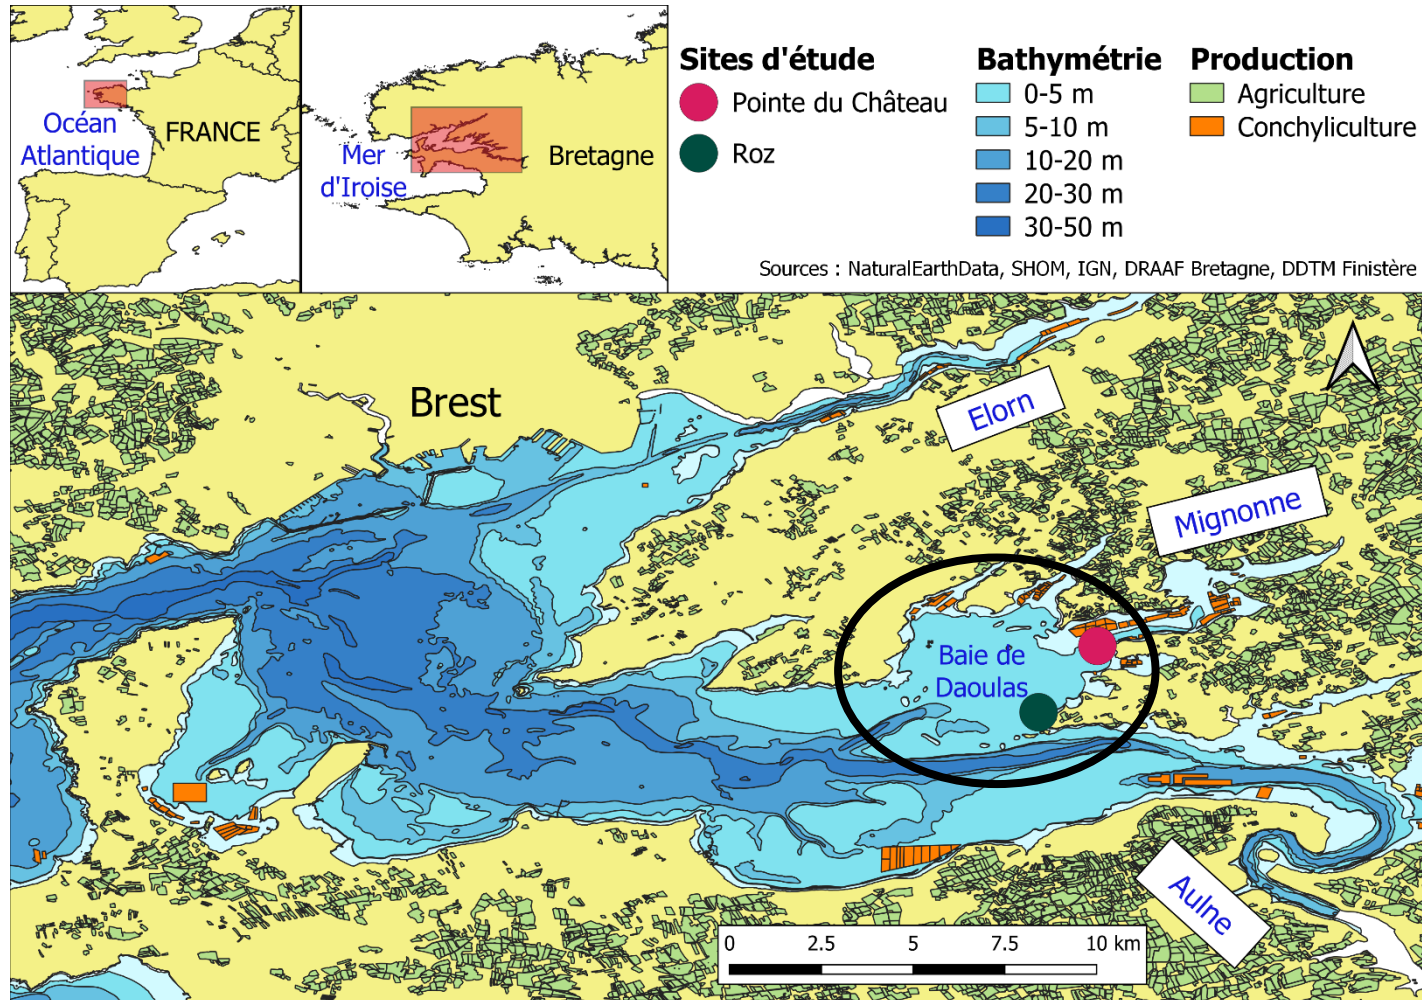 Océan
Atlantique
FRANCE
Mer
d'Iroise
Bretagne
Sites d'étude
Pointe du Château
Roz
Bathymétrie
0-5 m
5-10 m
10-20 m
20-30 m
30-50 m
Production
Agriculture
Conchyliculture
Sources : NaturalEarthData, SHOM, IGN, DRAAF Bretagne, DDTM Finistère
Brest
Elorn
Mignonne
Baie de
Daoulas
Aulne
0 2.5 5 7.5 10 km